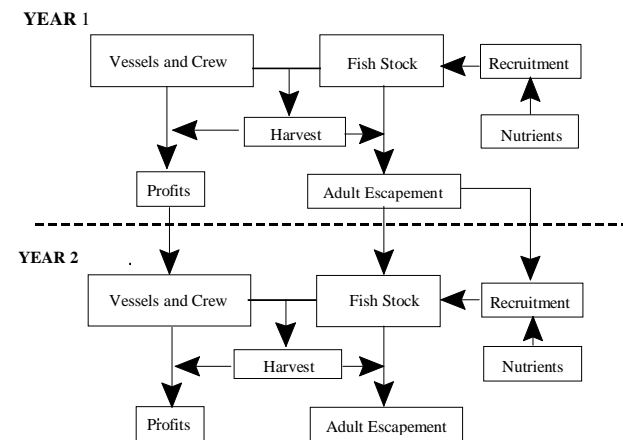 YEAR 1
Vessels and Crew
Fish Stock
Recruitment
Harvest
Nutrients
Profits
Adult Escapement
YEAR 2
Vessels and Crew
Fish Stock
Recruitment
Harvest
Nutrients
Profits
Adult Escapement